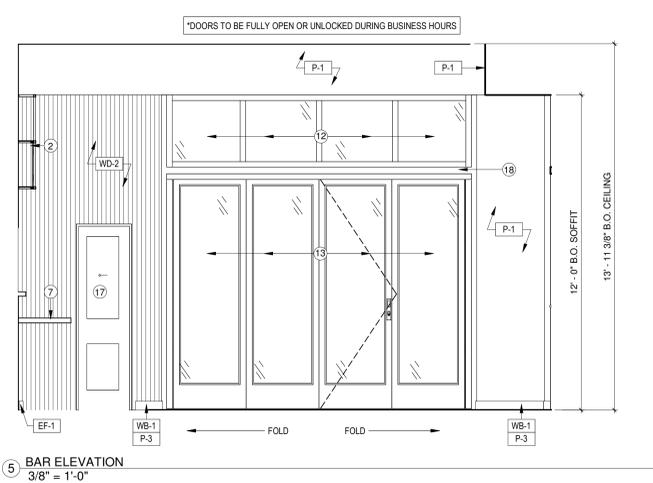 *DOORS TO BE FULLY OPEN OR UNLOCKED DURING BUSINESS HOURS
P-1
P-1
2
12
WD-2
18
P-1
12' - 0" B.O. SOFFIT
13' - 11 3/8" B.O. CEILING
13
7
17
EF-1
WB-1
P-3
FOLD
FOLD
WB-1
P-3
5
BAR ELEVATION
3/8" = 1'-0"